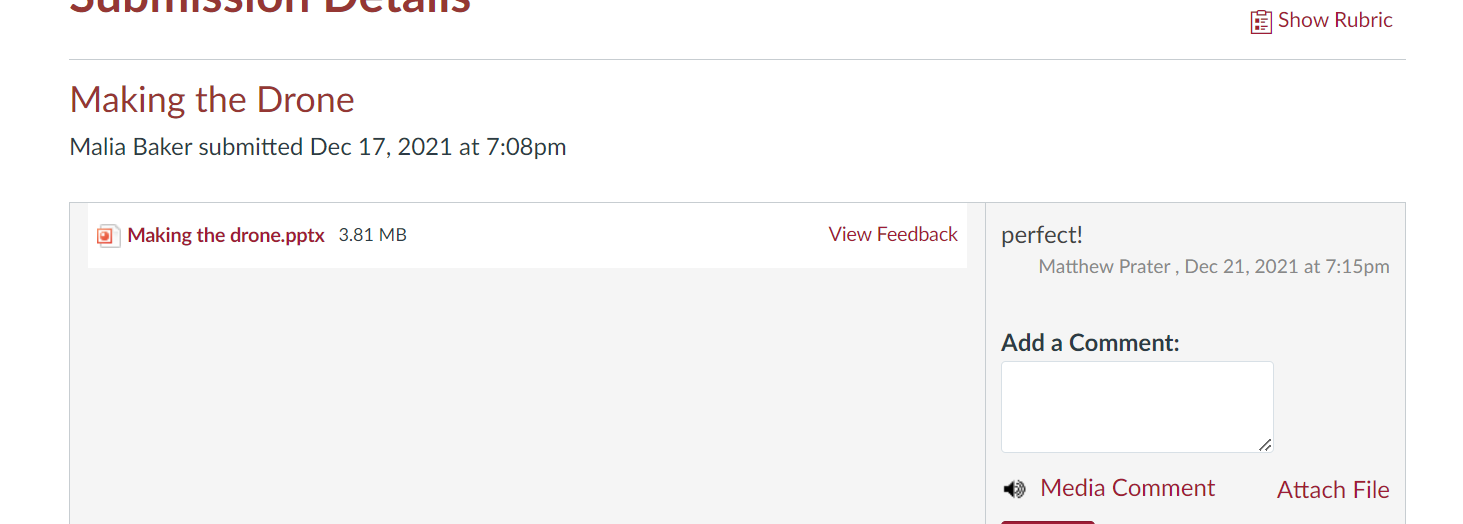 Submission Details
Show Rubric
Making the Drone
Malia Baker submitted Dec 17, 2021 at 7:08pm
Making the drone.pptx 3.81 MB View Feedback
perfect!
Matthew Prater , Dec 21, 2021 at 7:15pm
Add a Comment:
Media Comment Attach File